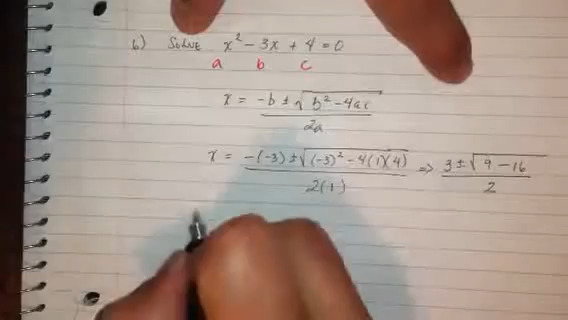 6) Solve x² - 3x + 4 = 0
a b c
x = -b ± √(b² - 4ac) / 2a
x = -(-3) ± √((-3)² - 4(1)(4)) / 2(1) => 3 ± √(9 - 16) / 2